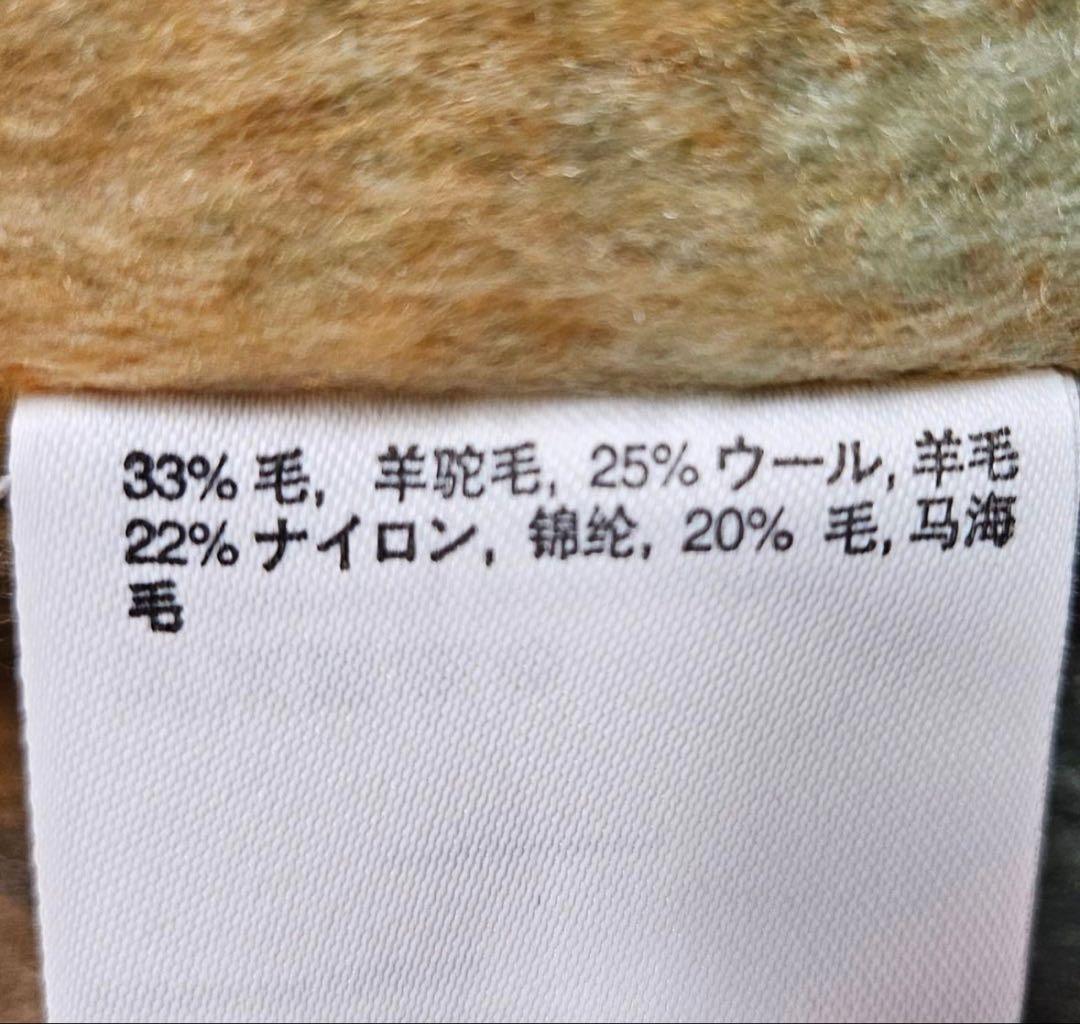 33% 毛, 羊驼毛, 25% ウール, 羊毛
22% ナイロン, 锦纶, 20% 毛, 马海
毛